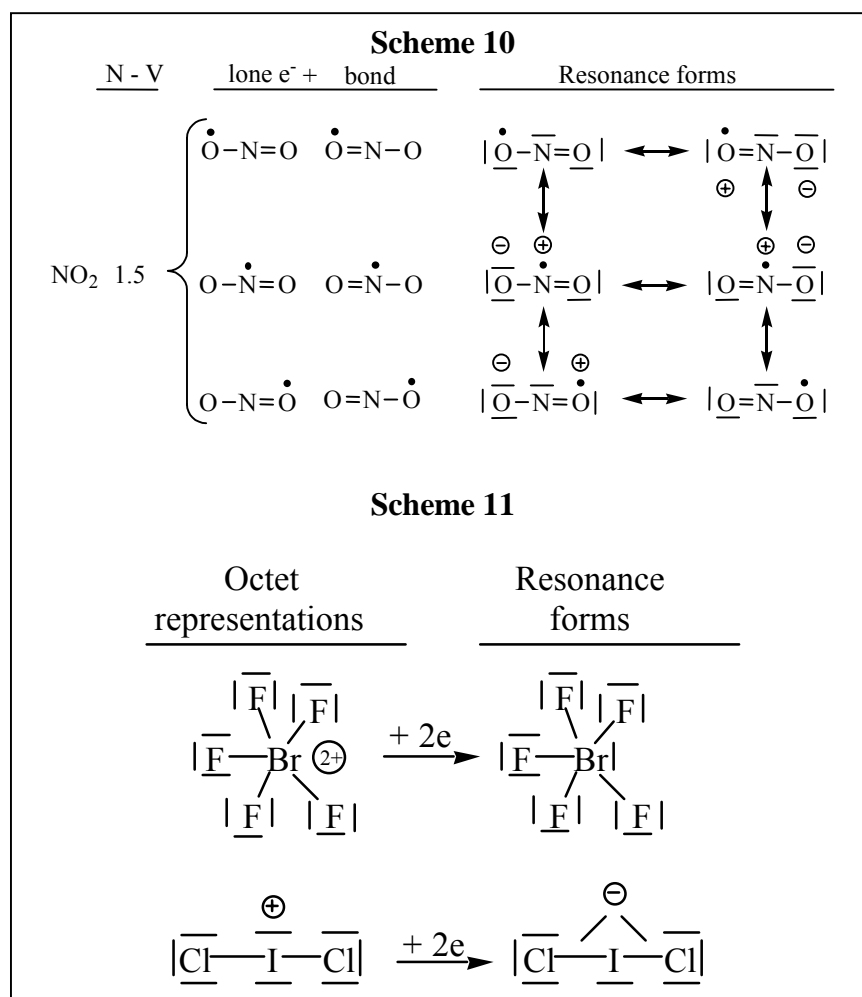 Scheme 10
N - V lone e⁻ + bond Resonance forms
O–N=O O=N–O |O–N=O| ↔ |O=N–O|
⊕ ⊖
⊖ ⊕ ⊕ ⊖
NO₂ 1.5 O–N=O O=N–O |O–N=O| ↔ |O=N–O|
⊖ ⊕
O–N=O O=N–O |O–N=O| ↔ |O=N–O|
Scheme 11
Octet representations
Resonance forms
F F F F
F Br 2+ + 2e F Br
F F F F
⊕ ⊖
Cl–I–Cl + 2e Cl–I–Cl